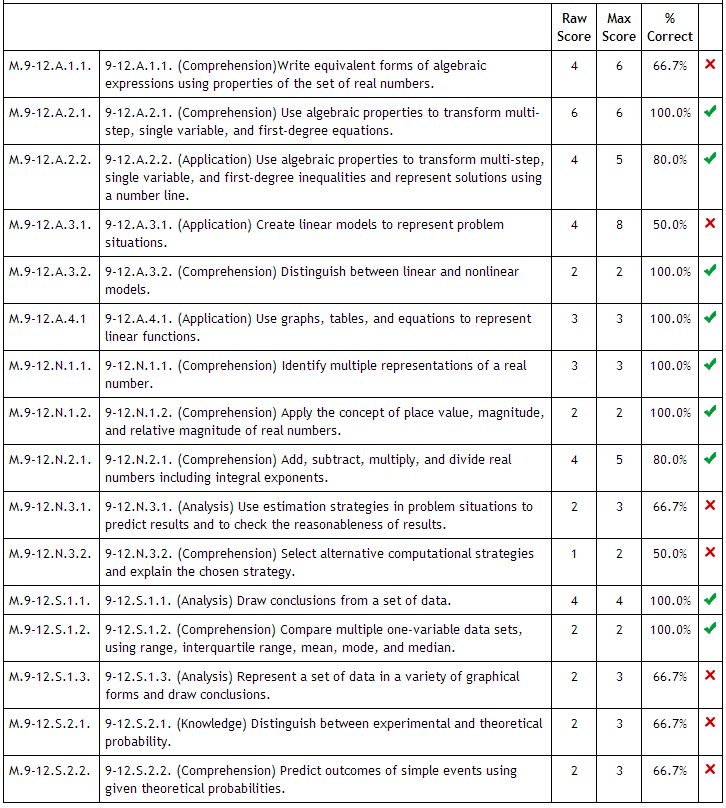 Raw Score Max Score % Correct
M.9-12.A.1.1. 9-12.A.1.1. (Comprehension)Write equivalent forms of algebraic 4 6 66.7%
expressions using properties of the set of real numbers.
M.9-12.A.2.1. 9-12.A.2.1. (Comprehension) Use algebraic properties to transform multi- 6 6 100.0%
step, single variable, and first-degree equations.
M.9-12.A.2.2. 9-12.A.2.2. (Application) Use algebraic properties to transform multi-step, 4 5 80.0%
single variable, and first-degree inequalities and represent solutions using
a number line.
M.9-12.A.3.1. 9-12.A.3.1. (Application) Create linear models to represent problem 4 8 50.0%
situations.
M.9-12.A.3.2. 9-12.A.3.2. (Comprehension) Distinguish between linear and nonlinear 2 2 100.0%
models.
M.9-12.A.4.1 9-12.A.4.1. (Application) Use graphs, tables, and equations to represent 3 3 100.0%
linear functions.
M.9-12.N.1.1. 9-12.N.1.1. (Comprehension) Identify multiple representations of a real 3 3 100.0%
number.
M.9-12.N.1.2. 9-12.N.1.2. (Comprehension) Apply the concept of place value, magnitude, 2 2 100.0%
and relative magnitude of real numbers.
M.9-12.N.2.1. 9-12.N.2.1. (Comprehension) Add, subtract, multiply, and divide real 4 5 80.0%
numbers including integral exponents.
M.9-12.N.3.1. 9-12.N.3.1. (Analysis) Use estimation strategies in problem situations to 2 3 66.7%
predict results and to check the reasonableness of results.
M.9-12.N.3.2. 9-12.N.3.2. (Comprehension) Select alternative computational strategies 1 2 50.0%
and explain the chosen strategy.
M.9-12.S.1.1. 9-12.S.1.1. (Analysis) Draw conclusions from a set of data. 4 4 100.0%
M.9-12.S.1.2. 9-12.S.1.2. (Comprehension) Compare multiple one-variable data sets, 2 2 100.0%
using range, interquartile range, mean, mode, and median.
M.9-12.S.1.3. 9-12.S.1.3. (Analysis) Represent a set of data in a variety of graphical 2 3 66.7%
forms and draw conclusions.
M.9-12.S.2.1. 9-12.S.2.1. (Knowledge) Distinguish between experimental and theoretical 2 3 66.7%
probability.
M.9-12.S.2.2. 9-12.S.2.2. (Comprehension) Predict outcomes of simple events using 2 3 66.7%
given theoretical probabilities.